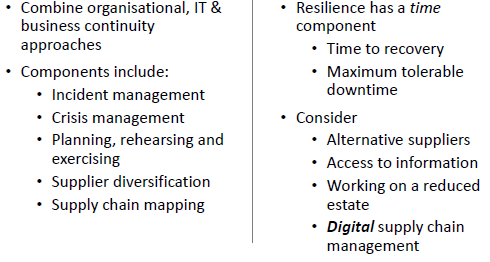 • Combine organisational, IT &
business continuity
approaches
• Components include:
• Incident management
• Crisis management
• Planning, rehearsing and
exercising
• Supplier diversification
• Supply chain mapping
• Resilience has a time
component
• Time to recovery
• Maximum tolerable
downtime
• Consider
• Alternative suppliers
• Access to information
• Working on a reduced
estate
• Digital supply chain
management